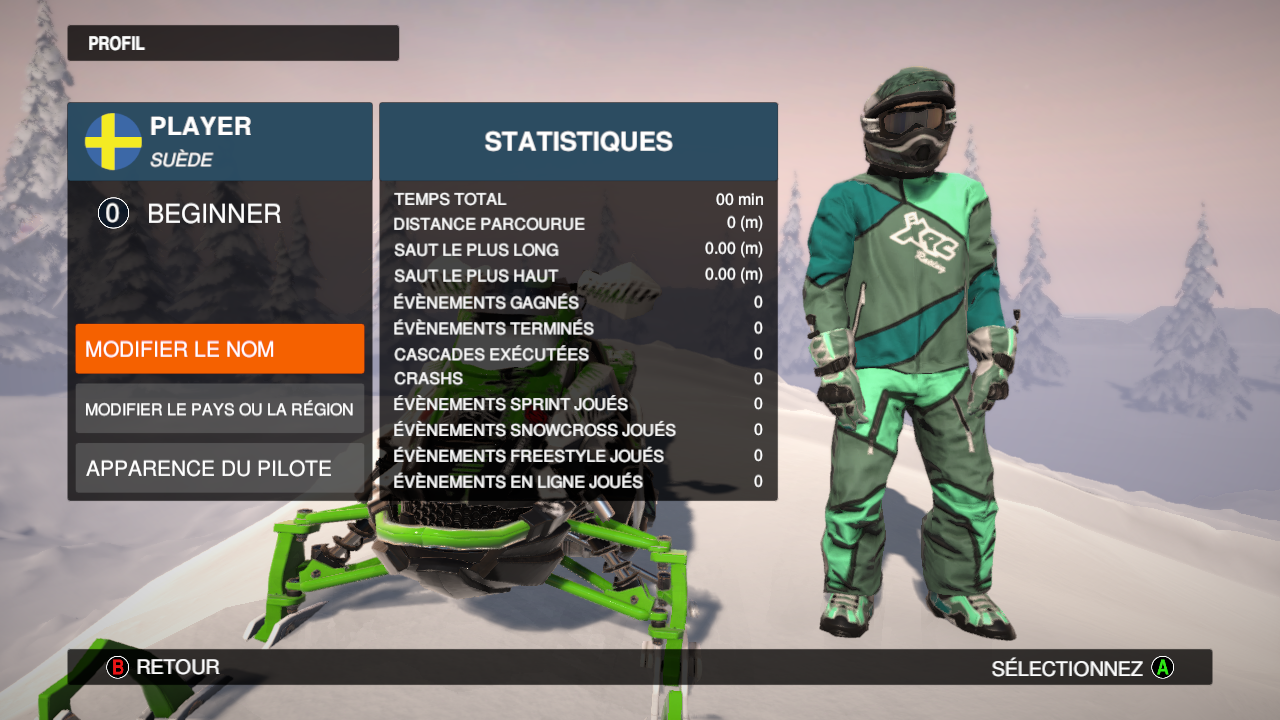 PROFIL
PLAYER
SUÈDE
0 BEGINNER
MODIFIER LE NOM
MODIFIER LE PAYS OU LA RÉGION
APPARENCE DU PILOTE
STATISTIQUES
TEMPS TOTAL 00 min
DISTANCE PARCOURUE 0 (m)
SAUT LE PLUS LONG 0.00 (m)
SAUT LE PLUS HAUT 0.00 (m)
ÉVÈNEMENTS GAGNÉS 0
ÉVÈNEMENTS TERMINÉS 0
CASCADES EXÉCUTÉES 0
CRASHS 0
ÉVÈNEMENTS SPRINT JOUÉS 0
ÉVÈNEMENTS SNOWCROSS JOUÉS 0
ÉVÈNEMENTS FREESTYLE JOUÉS 0
ÉVÈNEMENTS EN LIGNE JOUÉS 0
XRC
Racing
B RETOUR
SÉLECTIONNEZ A